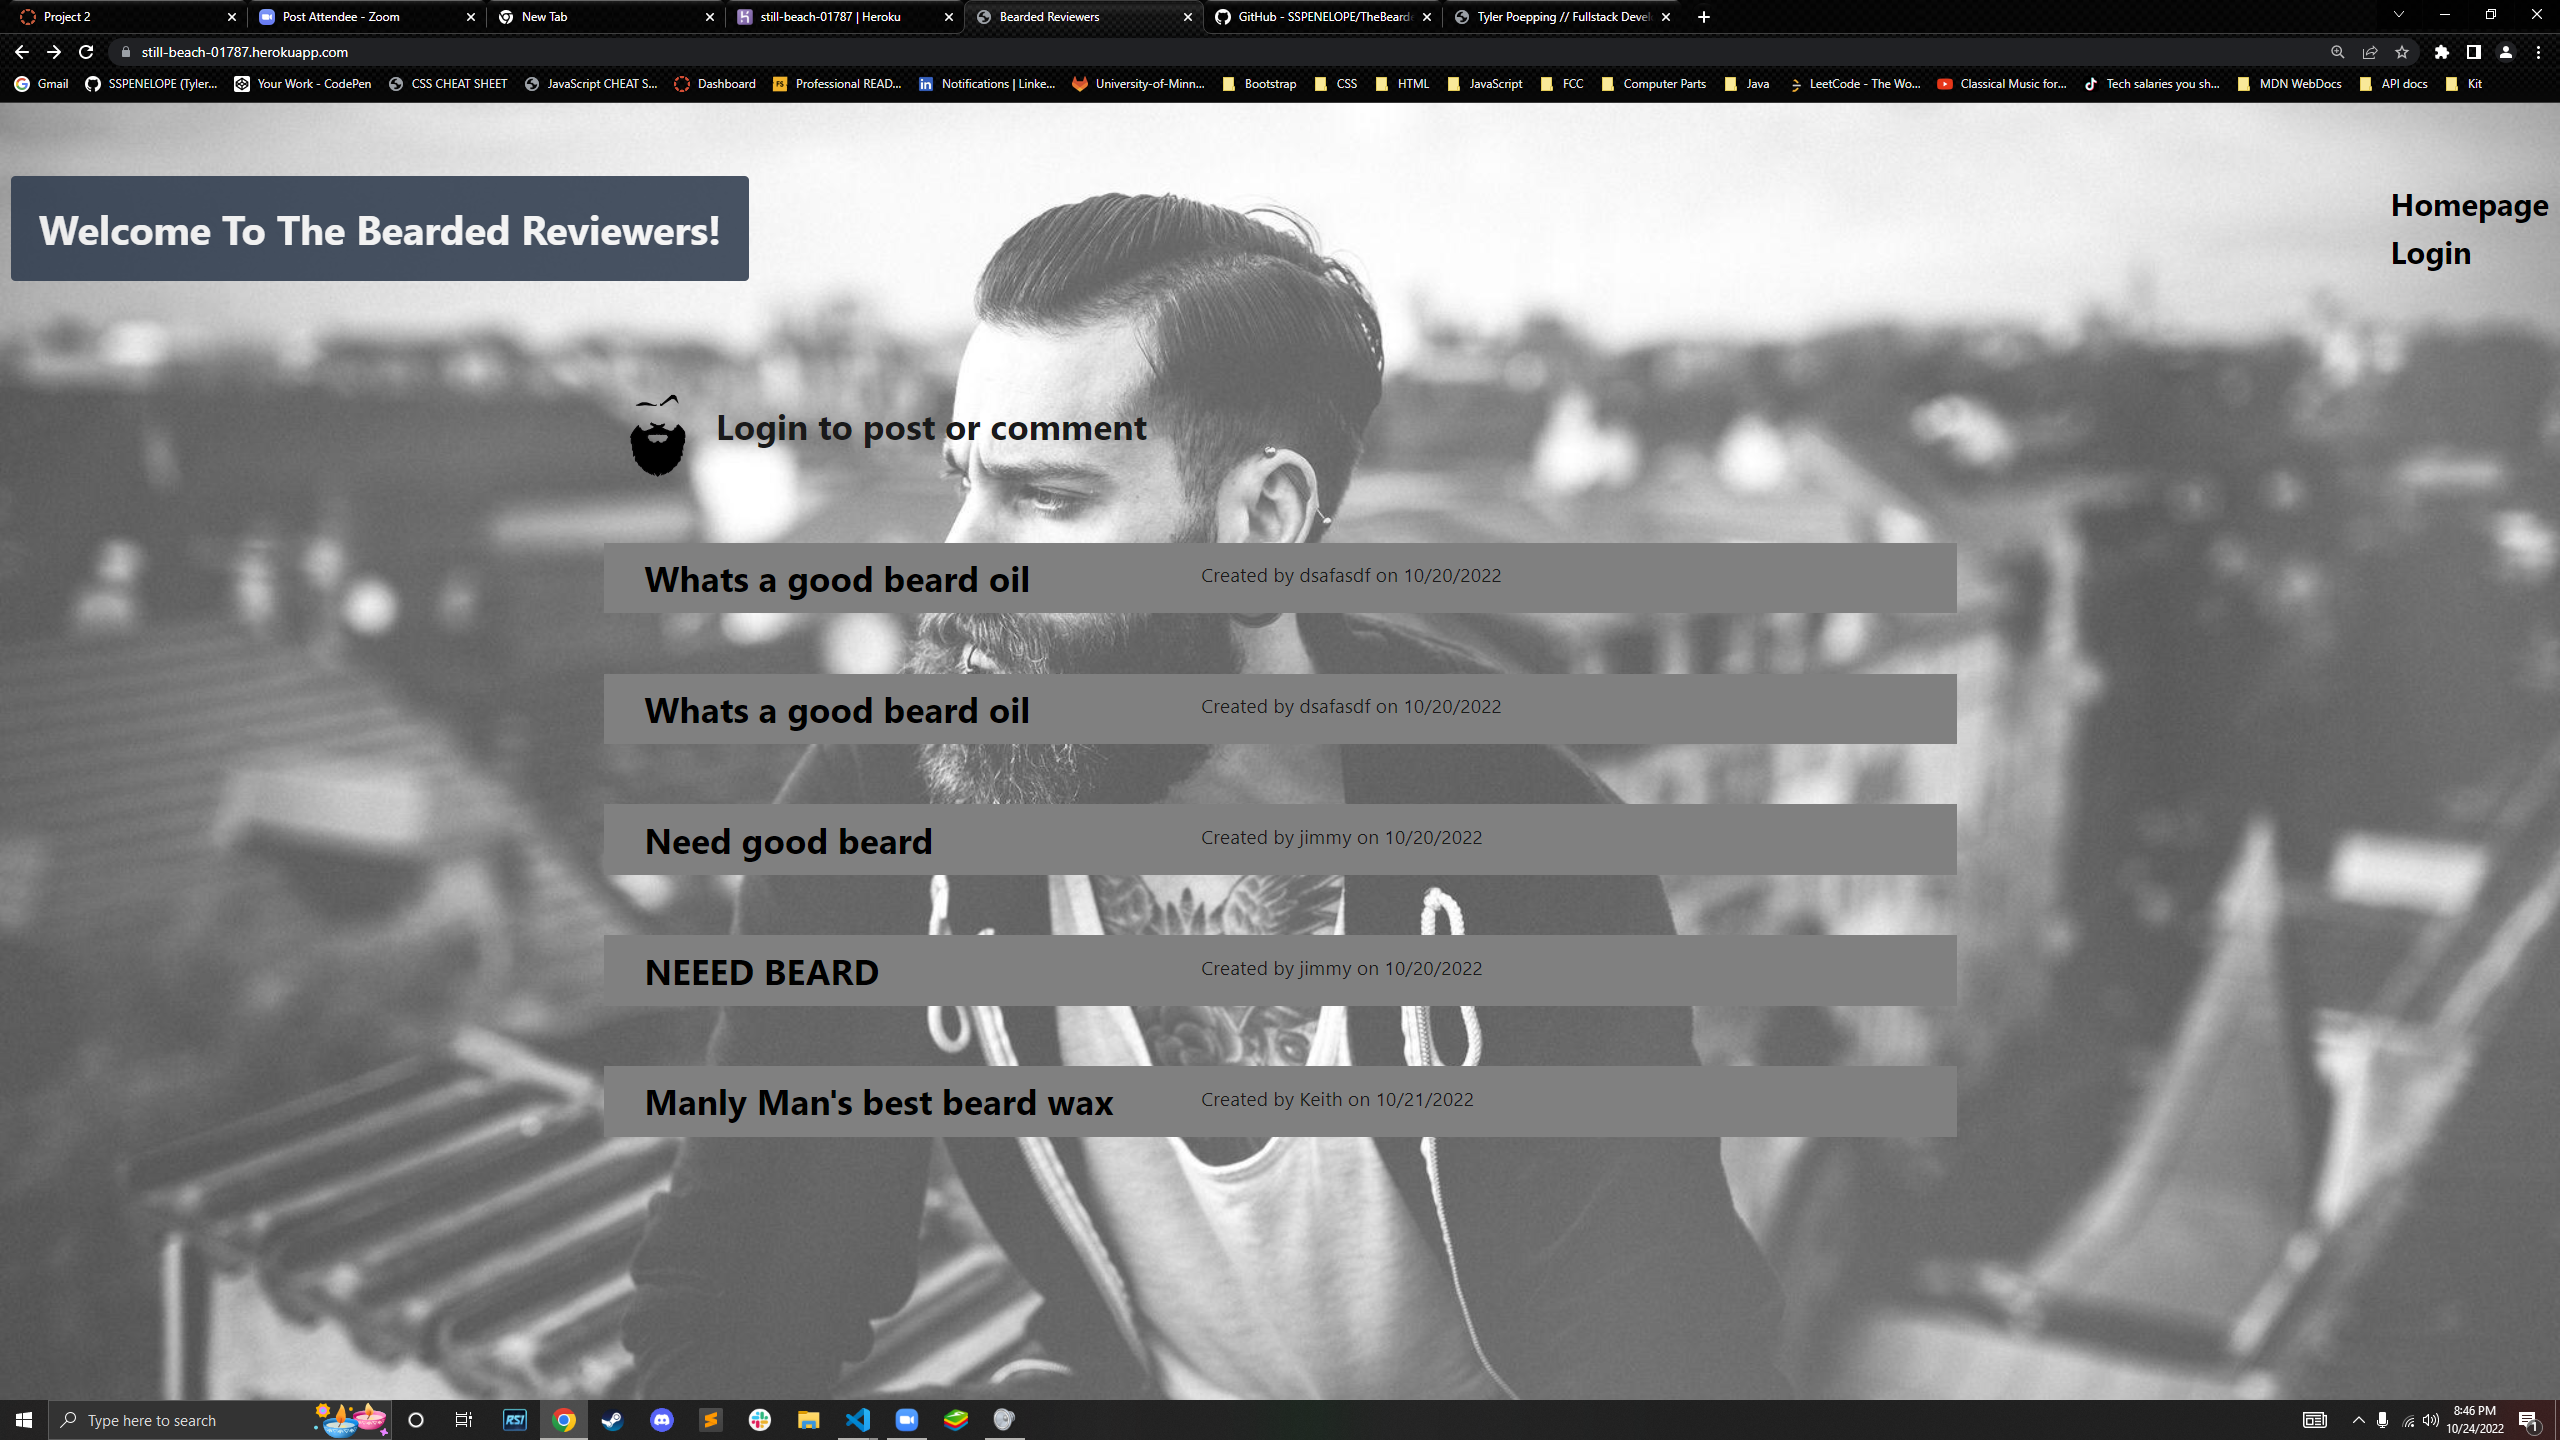 Project 2
Post Attendee - Zoom
New Tab
still-beach-01787 | Heroku
Bearded Reviewers
GitHub - SSPENELOPE/TheBearde
Tyler Poepping // Fullstack Devel
still-beach-01787.herokuapp.com
Gmail
SSPENELOPE (Tyler...
Your Work - CodePen
CSS CHEAT SHEET
JavaScript CHEAT S...
Dashboard
FS
Professional READ...
Notifications | Linke...
University-of-Minn...
Bootstrap
CSS
HTML
JavaScript
FCC
Computer Parts
Java
LeetCode - The Wo...
Classical Music for...
Tech salaries you sh...
MDN WebDocs
API docs
Kit
Welcome To The Bearded Reviewers!
Homepage
Login
Login to post or comment
Whats a good beard oil
Created by dsafasdf on 10/20/2022
Whats a good beard oil
Created by dsafasdf on 10/20/2022
Need good beard
Created by jimmy on 10/20/2022
NEEED BEARD
Created by jimmy on 10/20/2022
Manly Man's best beard wax
Created by Keith on 10/21/2022
Type here to search
RSI
8:46 PM
10/24/2022
1